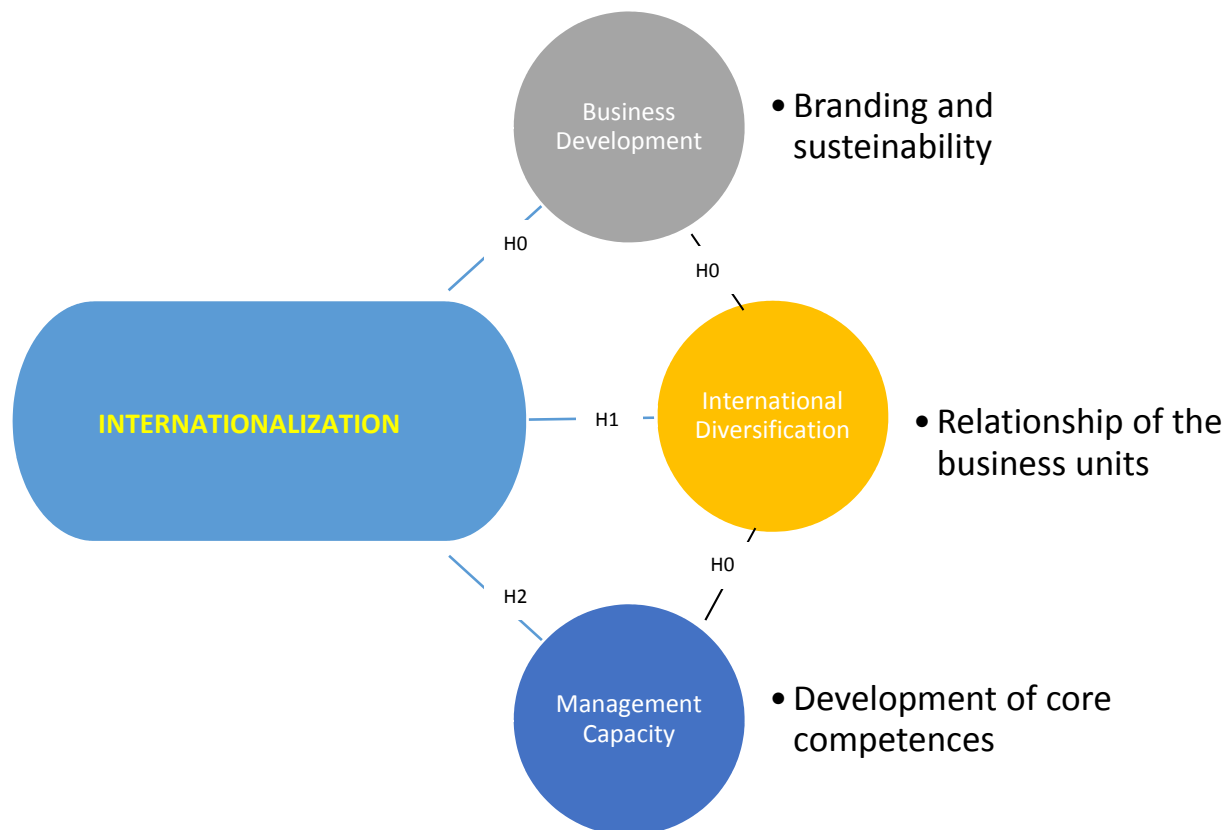 Business
Development
• Branding and
susteinability
H0
H0
INTERNATIONALIZATION
H1
International
Diversification
• Relationship of the
business units
H0
H2
Management
Capacity
• Development of core
competences